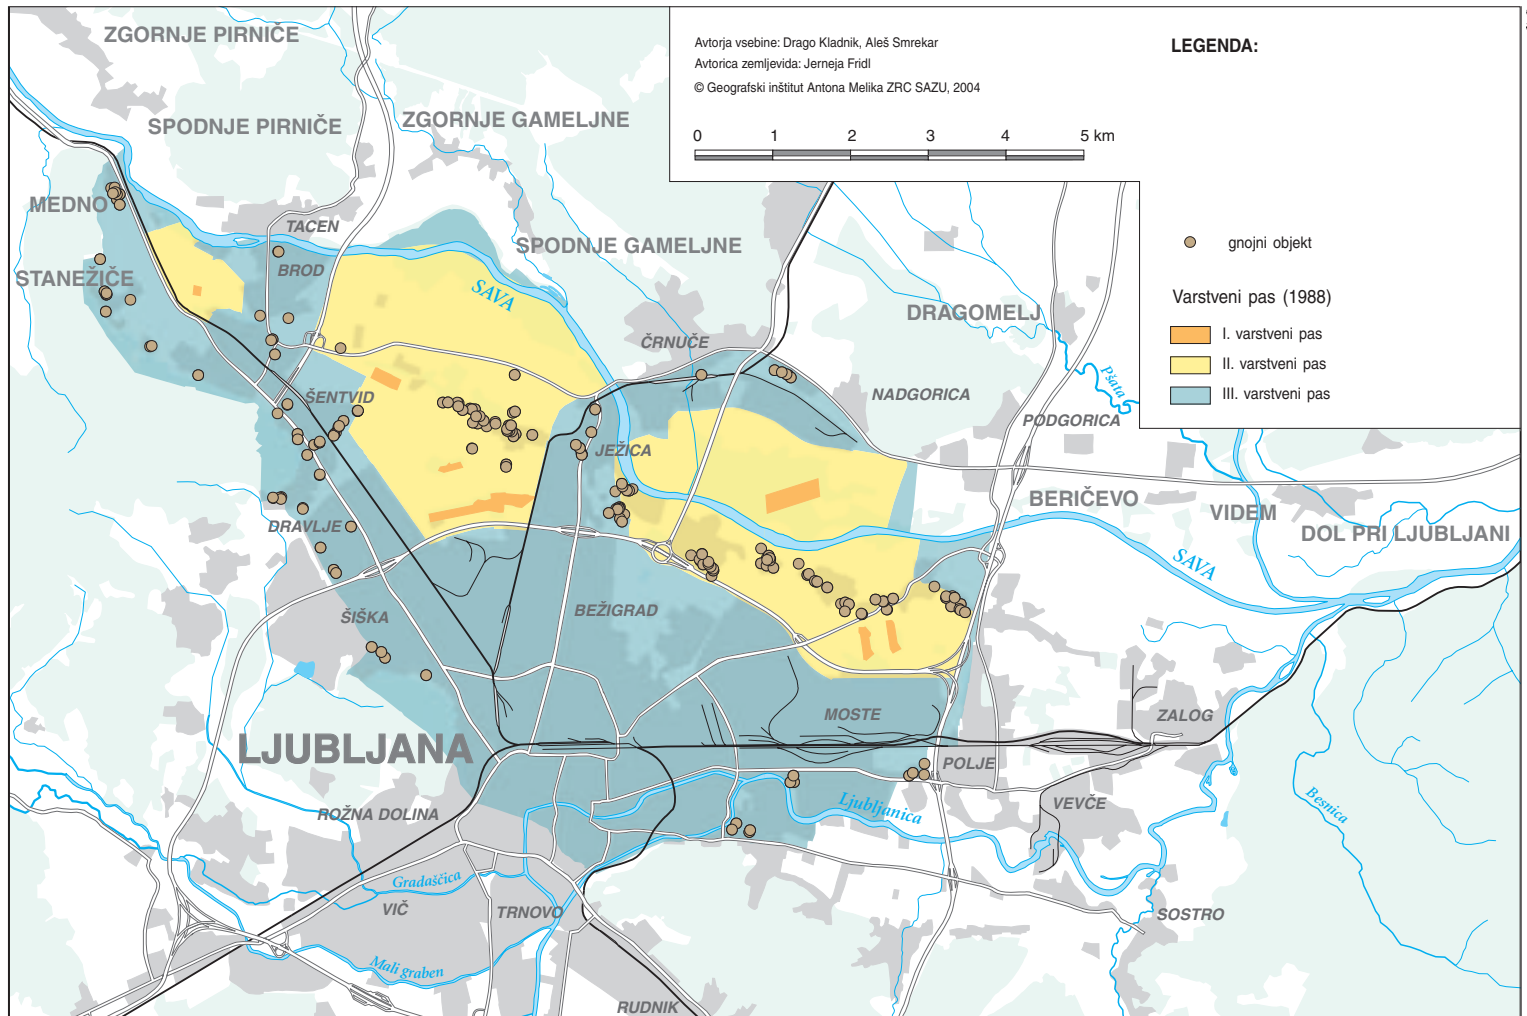 ZGORNJE PIRNIČE
Avtorja vsebine: Drago Kladnik, Aleš Smrekar
Avtorica zemljevida: Jerneja Fridl
© Geografski inštitut Antona Melika ZRC SAZU, 2004
LEGENDA:
0 1 2 3 4 5 km
gnojni objekt
Varstveni pas (1988)
I. varstveni pas
II. varstveni pas
III. varstveni pas
SPODNJE PIRNIČE
ZGORNJE GAMELJNE
MEDNO
TACEN
SPODNJE GAMELJNE
STANEŽIČE
BROD
SAVA
DRAGOMELJ
ČRNUČE
Pšata
ŠENTVID
NADGORICA
PODGORICA
JEŽICA
BERIČEVO
VIDEM
DOL PRI LJUBLJANI
DRAVLJE
SAVA
ŠIŠKA
BEŽIGRAD
MOSTE
ZALOG
LJUBLJANA
POLJE
ROŽNA DOLINA
Ljubljanica
VEVČE
Besnica
Gradaščica
VIČ
TRNOVO
SOSTRO
Mali graben
RUDNIK